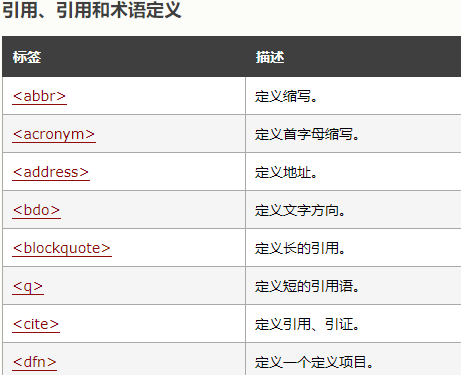 引用、引用和术语定义
标签 描述
<abbr> 定义缩写。
<acronym> 定义首字母缩写。
<address> 定义地址。
<bdo> 定义文字方向。
<blockquote> 定义长的引用。
<q> 定义短的引用语。
<cite> 定义引用、引证。
<dfn> 定义一个定义项目。